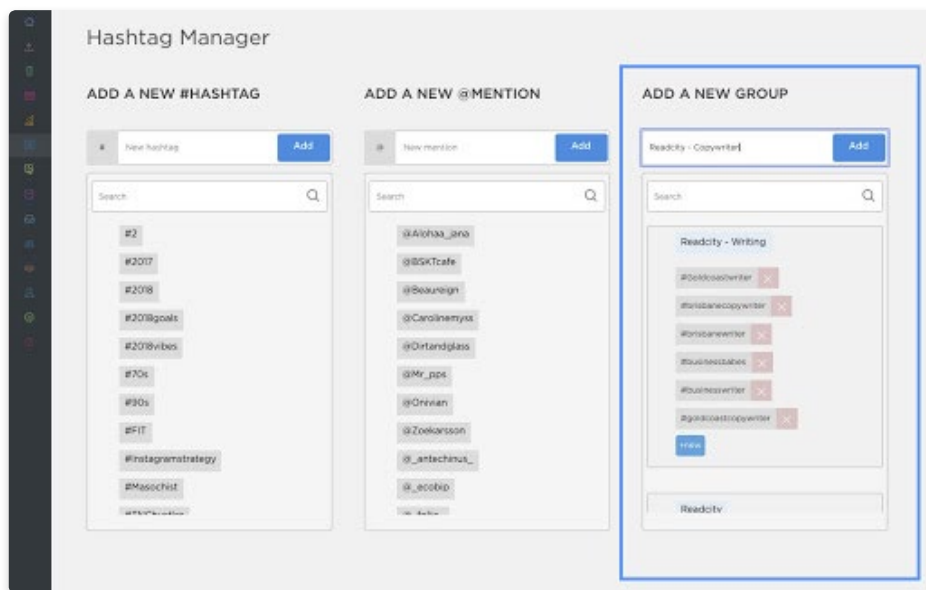 Hashtag Manager
ADD A NEW #HASHTAG
# New hashtag Add
Search
#2
#2017
#2018
#2018goals
#2018vibes
#70s
#90s
#FIT
#Instagramstrategy
#Masochist
ADD A NEW @MENTION
@ New mention Add
Search
@Alohaa_jana
@BSKTcafe
@Beaureign
@Carolinemyss
@Dirtandglass
@Mr_pps
@Onivian
@Zoekarsson
@_antechinus_
@_ecobip
ADD A NEW GROUP
Readcity - Copywriter Add
Search
Readcity - Writing
#Goldcoastwriter
#brisbanecopywriter
#brisbanewriter
#businessbabes
#businesswriter
#goldcoastcopywriter
+new
Readcity